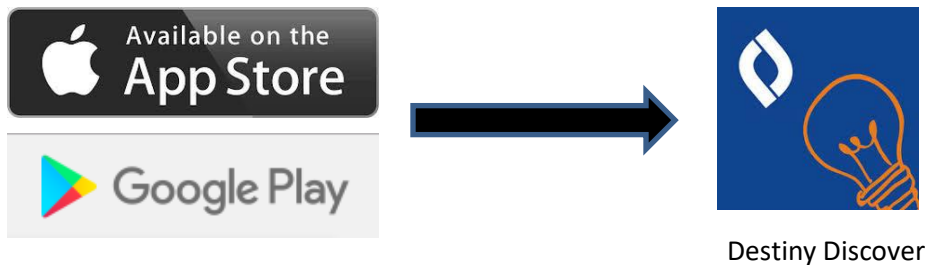 Available on the
App Store
Google Play
Destiny Discover